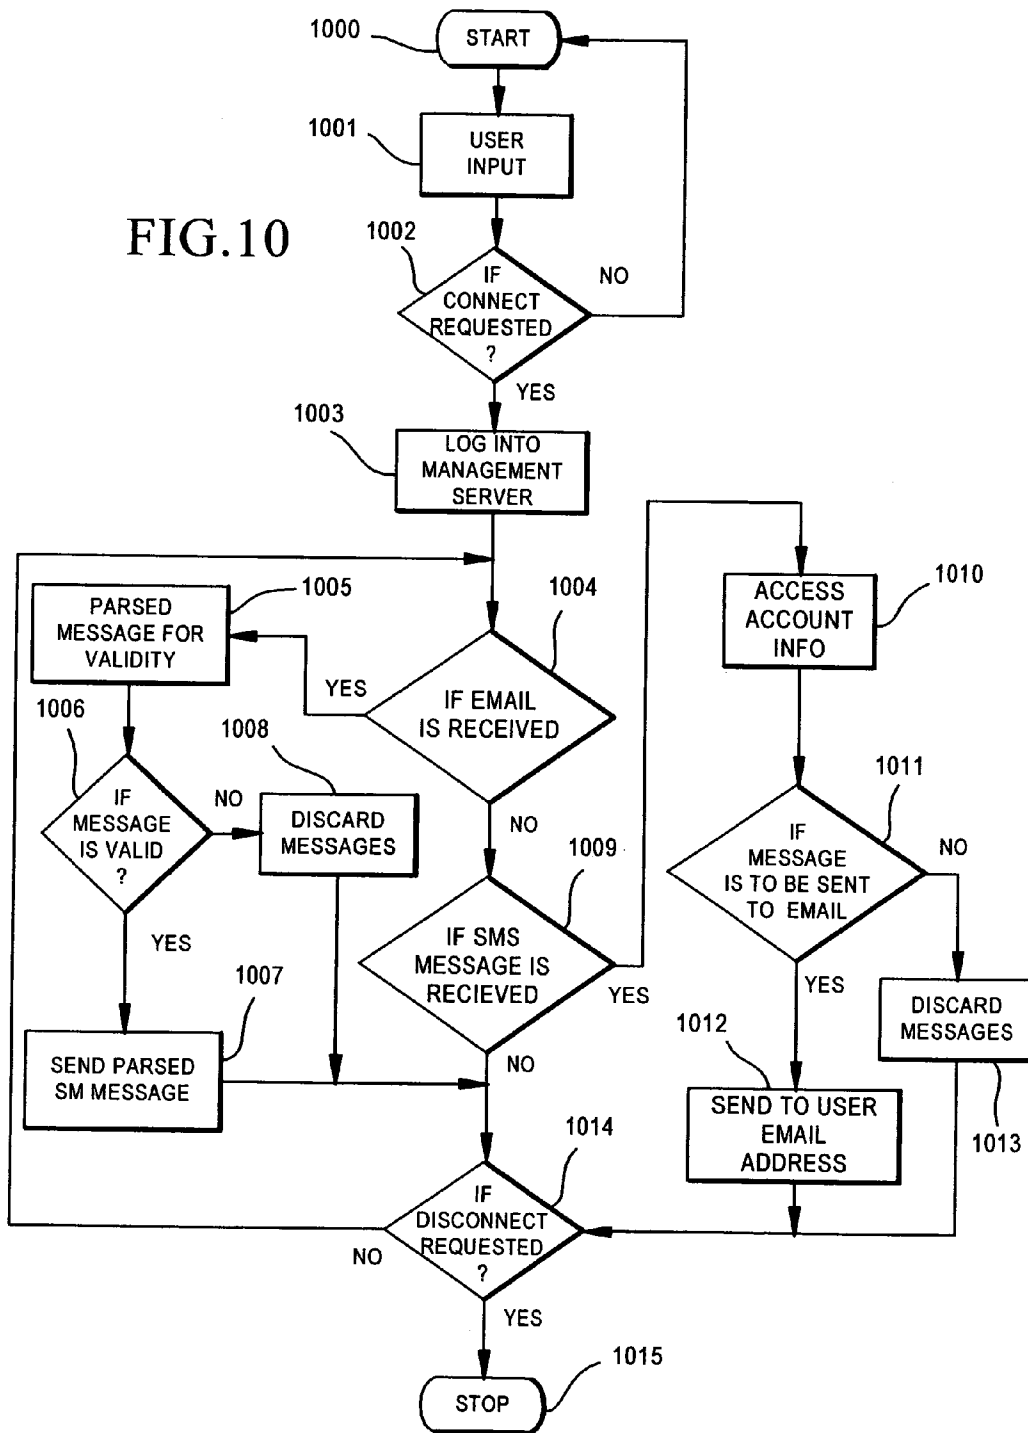 1000
START
1001
USER
INPUT
FIG.10
1002
IF
CONNECT
REQUESTED
?
NO
YES
1003
LOG INTO
MANAGEMENT
SERVER
1005
PARSED
MESSAGE FOR
VALIDITY
1004
IF EMAIL
IS RECEIVED
YES
NO
1006
IF
MESSAGE
IS VALID
?
NO
YES
1008
DISCARD
MESSAGES
1007
SEND PARSED
SM MESSAGE
1009
IF SMS
MESSAGE IS
RECIEVED
YES
NO
1010
ACCESS
ACCOUNT
INFO
1011
IF
MESSAGE
IS TO BE SENT
TO EMAIL
NO
YES
1012
SEND TO USER
EMAIL
ADDRESS
DISCARD
MESSAGES
1013
1014
IF
DISCONNECT
REQUESTED
?
NO
YES
1015
STOP